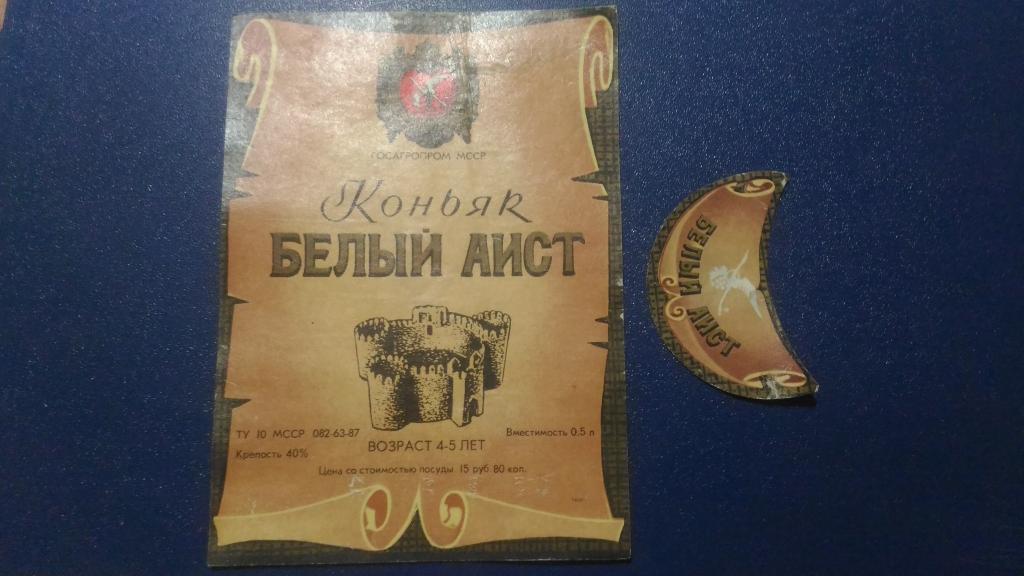 ГОСАГРОПРОМ МССР
Коньяк
БЕЛЫЙ АИСТ
ТУ 10 МССР 082-63-87
Крепость 40%
ВОЗРАСТ 4-5 ЛЕТ
Вместимость 0,5 л
Цена со стоимостью посуды 15 руб. 80 коп.
БЕЛЫЙ АИСТ